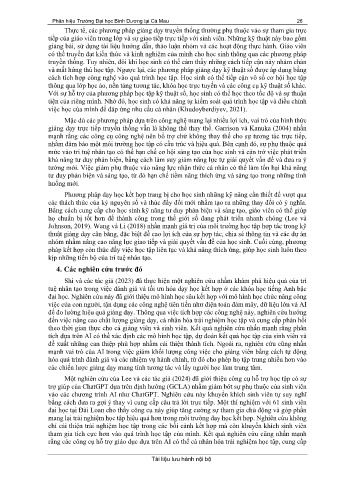 Phân hiệu Trường Đại học Bình Dương tại Cà Mau 25
Thực tế, các phương pháp giảng dạy truyền thống thường phụ thuộc vào sự tham gia trực
tiếp của giáo viên trong lớp và sự giao tiếp trực tiếp với sinh viên. Những kỹ thuật này bao gồm
giảng bài, sử dụng tài liệu hướng dẫn, thảo luận nhóm và các hoạt động thực hành. Giáo viên
có thể truyền đạt kiến thức và kinh nghiệm của mình cho học sinh thông qua các phương pháp
truyền thống. Tuy nhiên, đôi khi học sinh có thể cảm thấy những cách tiếp cận này nhàm chán
và mất hứng thú học tập. Ngược lại, các phương pháp giảng dạy kỹ thuật số được áp dụng bằng
cách tích hợp công nghệ vào quá trình học tập. Học sinh có thể tiếp cận vô số cơ hội học tập
thông qua lớp học ảo, nền tảng tương tác, khóa học trực tuyến và các công cụ kỹ thuật số khác.
Với sự hỗ trợ của phương pháp học tập kỹ thuật số, học sinh có thể học theo tốc độ và sự thuận
tiện của riêng mình. Nhờ đó, học sinh có khả năng tự kiểm soát quá trình học tập và điều chỉnh
việc học của mình để đáp ứng nhu cầu cá nhân (Khudoyberdiyev, 2021).
Mặc dù các phương pháp dựa trên công nghệ mang lại nhiều lợi ích, vai trò của hình thức
giảng dạy trực tiếp truyền thống vẫn là không thể thay thế. Garrison và Kanuka (2004) nhấn
mạnh rằng các công cụ công nghệ nên bổ trợ chứ không thay thế cho sự tương tác trực tiếp,
nhằm đảm bảo một môi trường học tập có cấu trúc và hiệu quả. Bên cạnh đó, sự phụ thuộc quá
mức vào trí tuệ nhân tạo có thể hạn chế cơ hội sáng tạo của học sinh và cản trở việc phát triển
khả năng tư duy phản biện, bằng cách làm suy giảm năng lực tự giải quyết vấn đề và đưa ra ý
tưởng mới. Việc giảm phụ thuộc vào năng lực nhận thức cá nhân có thể làm tổn hại khả năng
tư duy phản biện và sáng tạo, từ đó hạn chế tiềm năng thích ứng và sáng tạo trong những tình
huống mới.
Phương pháp dạy học kết hợp trang bị cho học sinh những kỹ năng cần thiết để vượt qua
các thách thức của kỷ nguyên số và thúc đẩy đổi mới nhằm tạo ra những thay đổi có ý nghĩa.
Bằng cách cung cấp cho học sinh kỹ năng tư duy phản biện và sáng tạo, giáo viên có thể giúp
họ chuẩn bị tốt hơn để thành công trong thế giới số đang phát triển nhanh chóng (Lee và
Johnson, 2019). Wang và Li (2018) nhấn mạnh giá trị của môi trường học tập hợp tác trong kỹ
thuật giảng dạy cân bằng, đặc biệt đề cao lợi ích của sự hợp tác, chia sẻ thông tin và các dự án
nhóm nhằm nâng cao năng lực giao tiếp và giải quyết vấn đề của học sinh. Cuối cùng, phương
pháp kết hợp còn thúc đẩy việc học tập liên tục và khả năng thích ứng, giúp học sinh luôn theo
kịp những tiến bộ của trí tuệ nhân tạo.
4. Các nghiên cứu trước đó
Shi và các tác giả (2023) đã thực hiện một nghiên cứu nhằm khám phá hiệu quả của trí
tuệ nhân tạo trong việc đánh giá và tối ưu hóa dạy học kết hợp ở các khóa học tiếng Anh bậc
đại học. Nghiên cứu này đã giới thiệu mô hình học sâu kết hợp với mô hình học chức năng công
việc của con người, tận dụng các công nghệ tiên tiến như điện toán đám mây, dữ liệu lớn và AI
để đo lường hiệu quả giảng dạy. Thông qua việc tích hợp các công nghệ này, nghiên cứu hướng
đến việc nâng cao chất lượng giảng dạy, cá nhân hóa trải nghiệm học tập và cung cấp phản hồi
theo thời gian thực cho cả giảng viên và sinh viên. Kết quả nghiên cứu nhấn mạnh rằng phân
tích dựa trên AI có thể xác định các mô hình học tập, dự đoán kết quả học tập của sinh viên và
đề xuất những can thiệp phù hợp nhằm cải thiện thành tích. Ngoài ra, nghiên cứu cũng nhấn
mạnh vai trò của AI trong việc giảm khối lượng công việc cho giảng viên bằng cách tự động
hóa quá trình đánh giá và các nhiệm vụ hành chính, từ đó cho phép họ tập trung nhiều hơn vào
các chiến lược giảng dạy mang tính tương tác và lấy người học làm trung tâm.
Một nghiên cứu của Lee và các tác giả (2024) đã giới thiệu công cụ hỗ trợ học tập có sự
trợ giúp của ChatGPT dựa trên định hướng (GCLA) nhằm giảm bớt sự phụ thuộc của sinh viên
vào các chương trình AI như ChatGPT. Nghiên cứu này khuyến khích sinh viên tự suy nghĩ
bằng cách đưa ra gợi ý thay vì cung cấp câu trả lời trực tiếp. Một thí nghiệm với 61 sinh viên
đại học tại Đài Loan cho thấy công cụ này giúp tăng cường sự tham gia chủ động và góp phần
mang lại trải nghiệm học tập hiệu quả hơn trong môi trường dạy học kết hợp. Nghiên cứu không
chỉ cải thiện trải nghiệm học tập trong các bối cảnh kết hợp mà còn khuyến khích sinh viên
tham gia tích cực hơn vào quá trình học tập của mình. Kết quả nghiên cứu cũng nhấn mạnh
rằng các công cụ hỗ trợ giáo dục dựa trên AI có thể cá nhân hóa trải nghiệm học tập, cung cấp
Tài liệu lưu hành nội bộ